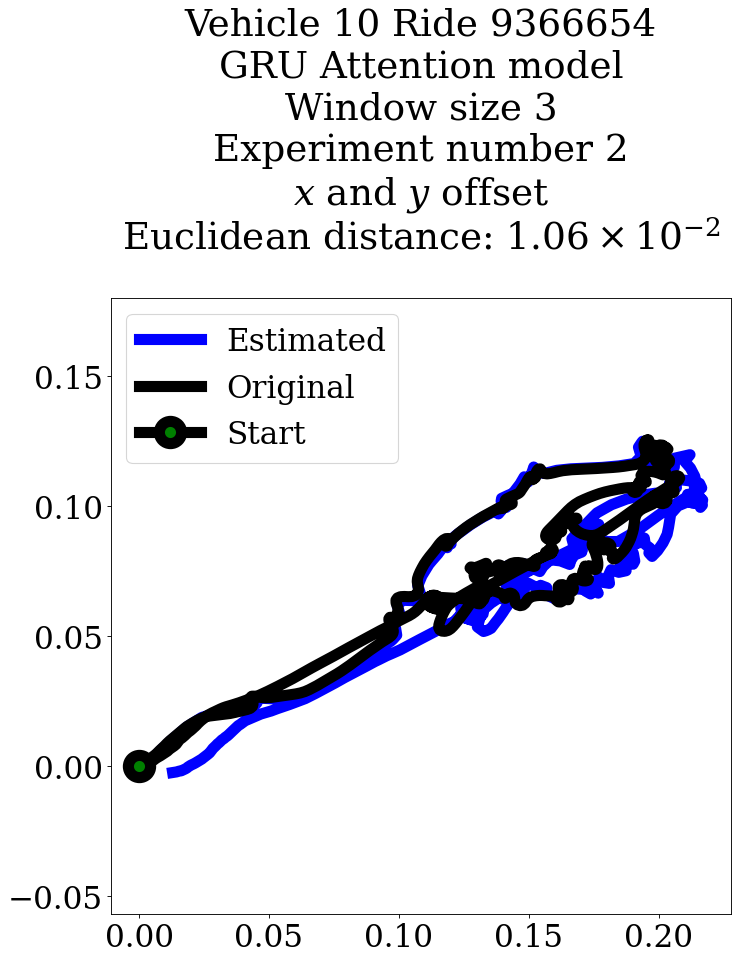 Vehicle 10 Ride 9366654
GRU Attention model
Window size 3
Experiment number 2
x and y offset
Euclidean distance: 1.06 × 10⁻²
Estimated
Original
Start
0.15
0.10
0.05
0.00
−0.05
0.00 0.05 0.10 0.15 0.20